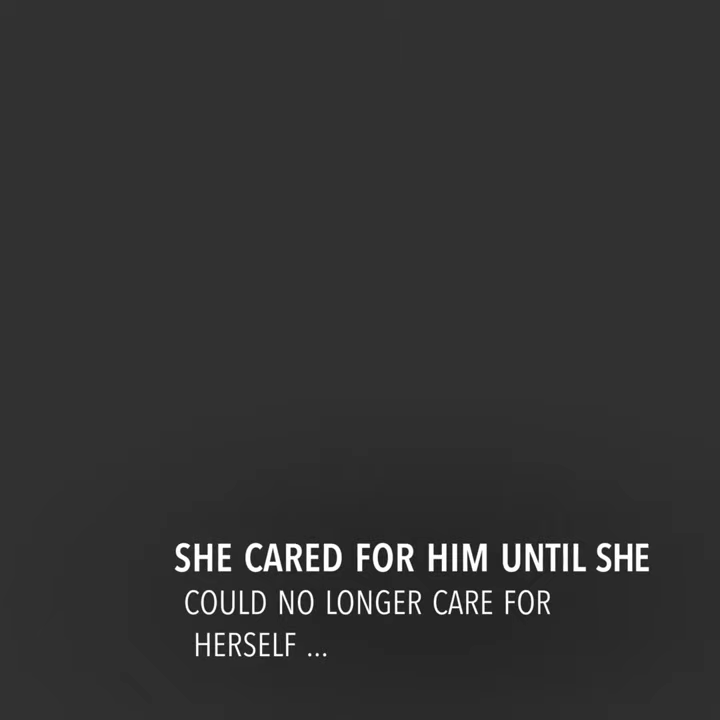 SHE CARED FOR HIM UNTIL SHE
COULD NO LONGER CARE FOR
HERSELF ...